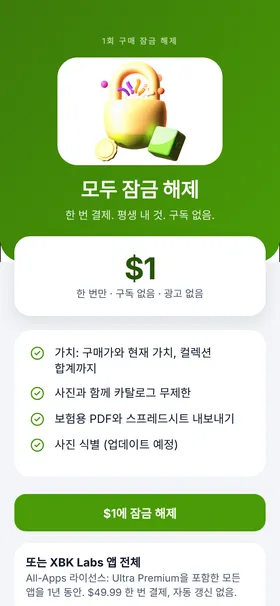 1회 구매 잠금 해제
모두 잠금 해제
한 번 결제. 평생 내 것. 구독 없음.
$1
한 번만 · 구독 없음 · 광고 없음
가치: 구매가와 현재 가치, 컬렉션
합계까지
사진과 함께 카탈로그 무제한
보험용 PDF와 스프레드시트 내보내기
사진 식별 (업데이트 예정)
$1에 잠금 해제
또는 XBK Labs 앱 전체
All-Apps 라이선스: Ultra Premium을 포함한 모든
앱을 1년 동안. $49.99 한 번 결제, 자동 갱신 없음.